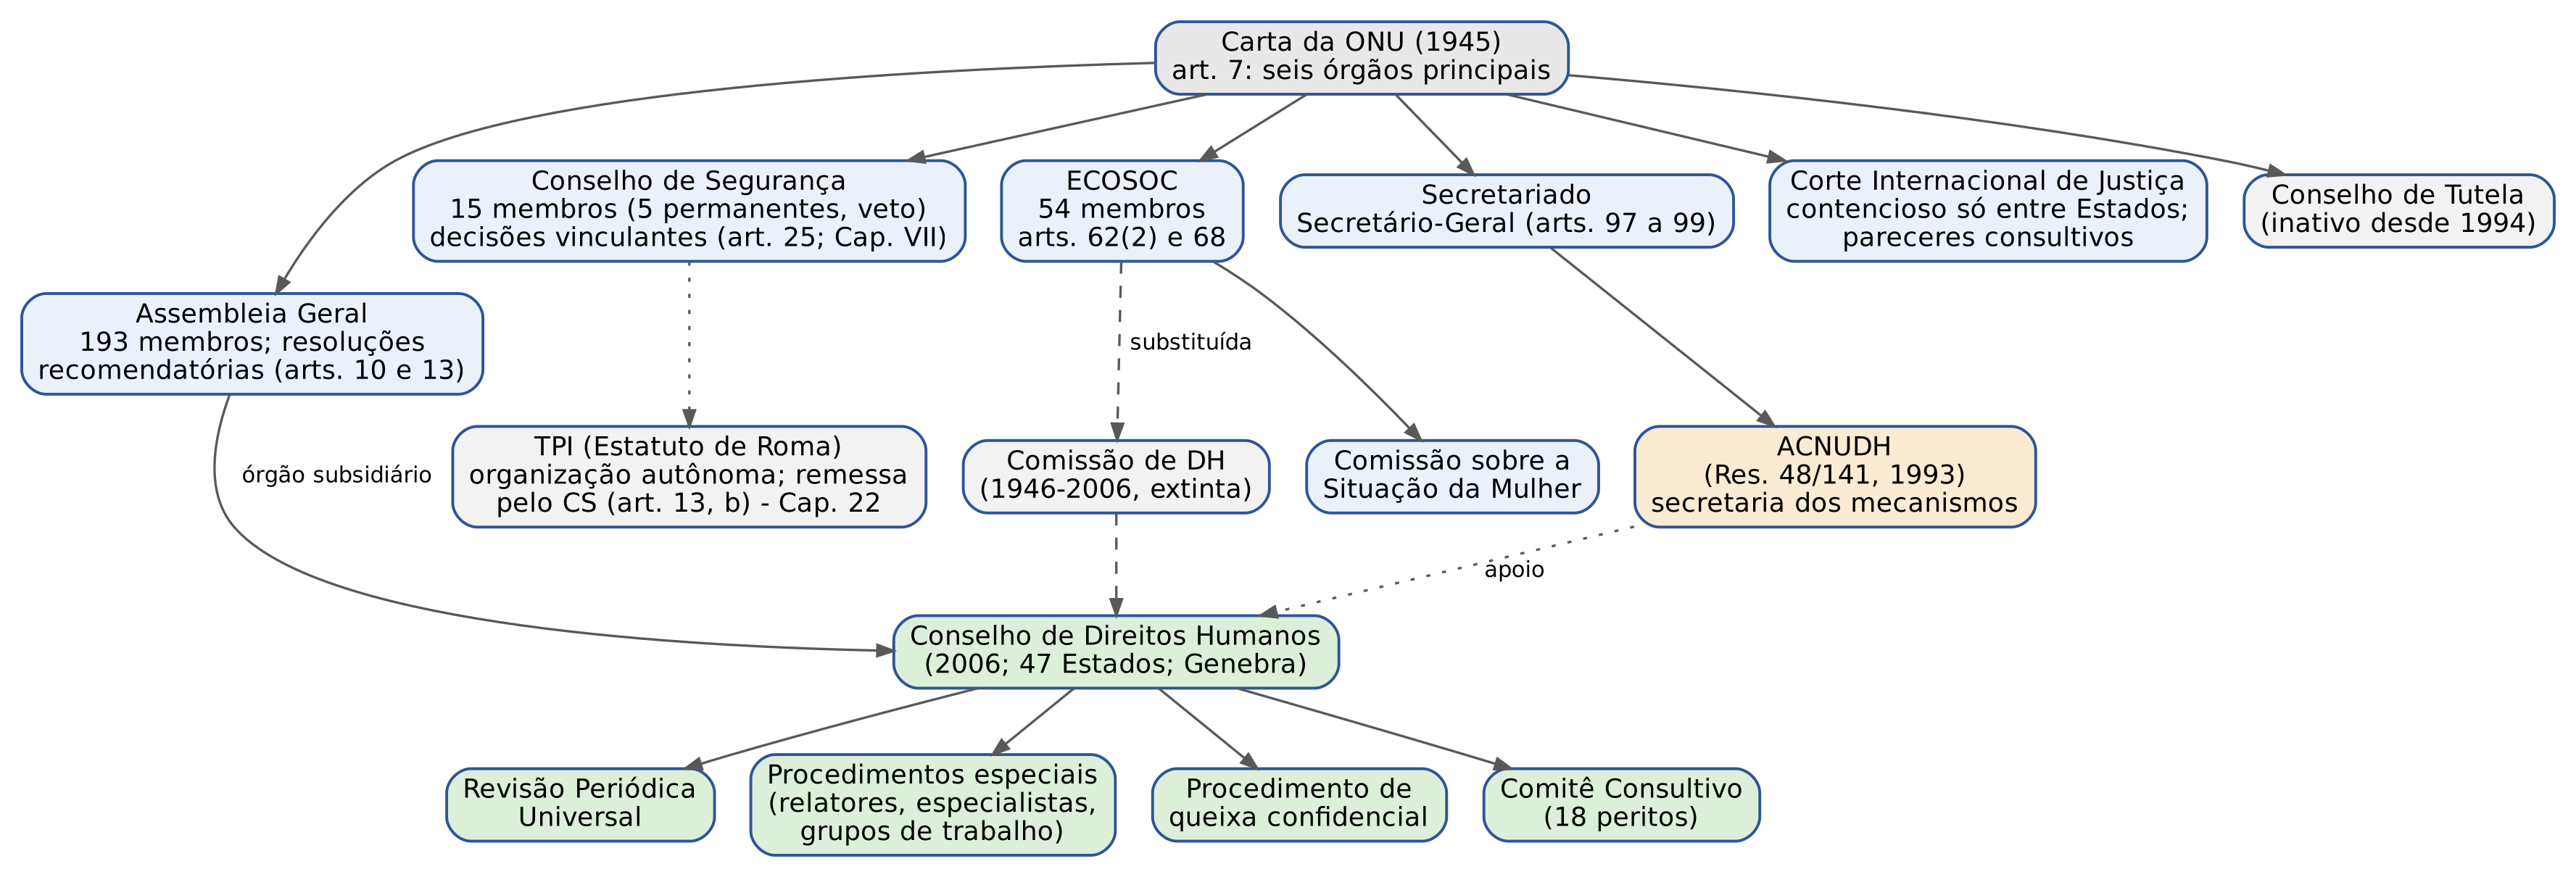 Carta da ONU (1945)
art. 7: seis órgãos principais
Conselho de Segurança
15 membros (5 permanentes, veto)
decisões vinculantes (art. 25; Cap. VII)
ECOSOC
54 membros
arts. 62(2) e 68
Secretariado
Secretário-Geral (arts. 97 a 99)
Corte Internacional de Justiça
contencioso só entre Estados;
pareceres consultivos
Conselho de Tutela
(inativo desde 1994)
Assembleia Geral
193 membros; resoluções
recomendatórias (arts. 10 e 13)
substituída
órgão subsidiário
TPI (Estatuto de Roma)
organização autônoma; remessa
pelo CS (art. 13, b) - Cap. 22
Comissão de DH
(1946-2006, extinta)
Comissão sobre a
Situação da Mulher
ACNUDH
(Res. 48/141, 1993)
secretaria dos mecanismos
apoio
Conselho de Direitos Humanos
(2006; 47 Estados; Genebra)
Revisão Periódica
Universal
Procedimentos especiais
(relatores, especialistas,
grupos de trabalho)
Procedimento de
queixa confidencial
Comitê Consultivo
(18 peritos)